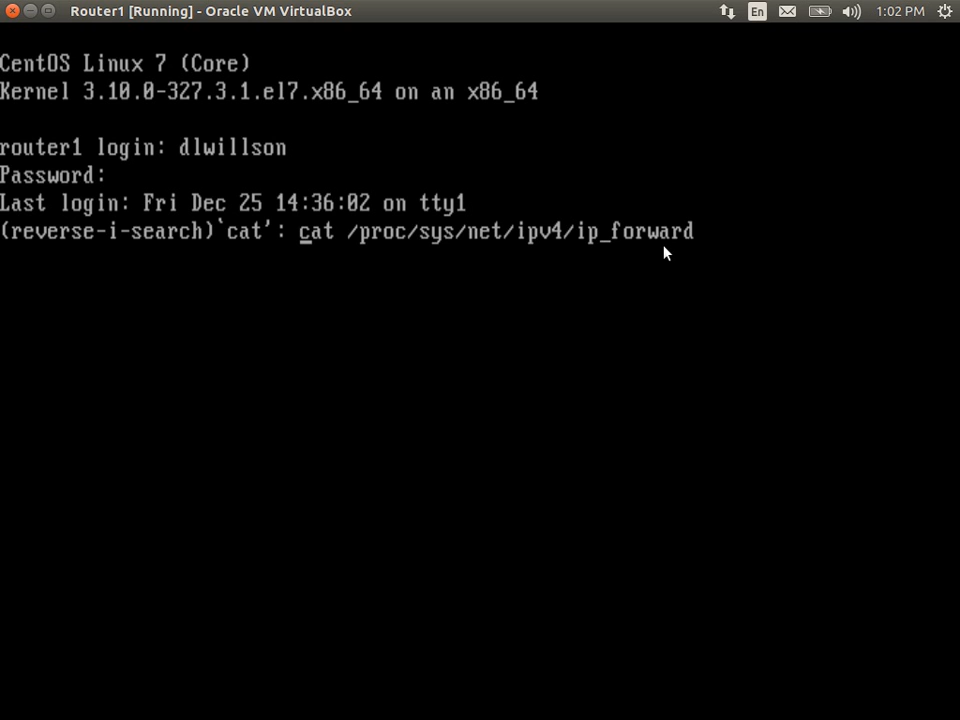 Router1 [Running] - Oracle VM VirtualBox
En
1:02 PM
CentOS Linux 7 (Core)
Kernel 3.10.0-327.3.1.el7.x86_64 on an x86_64
router1 login: dlwillson
Password:
Last login: Fri Dec 25 14:36:02 on tty1
(reverse-i-search)`cat': cat /proc/sys/net/ipv4/ip_forward